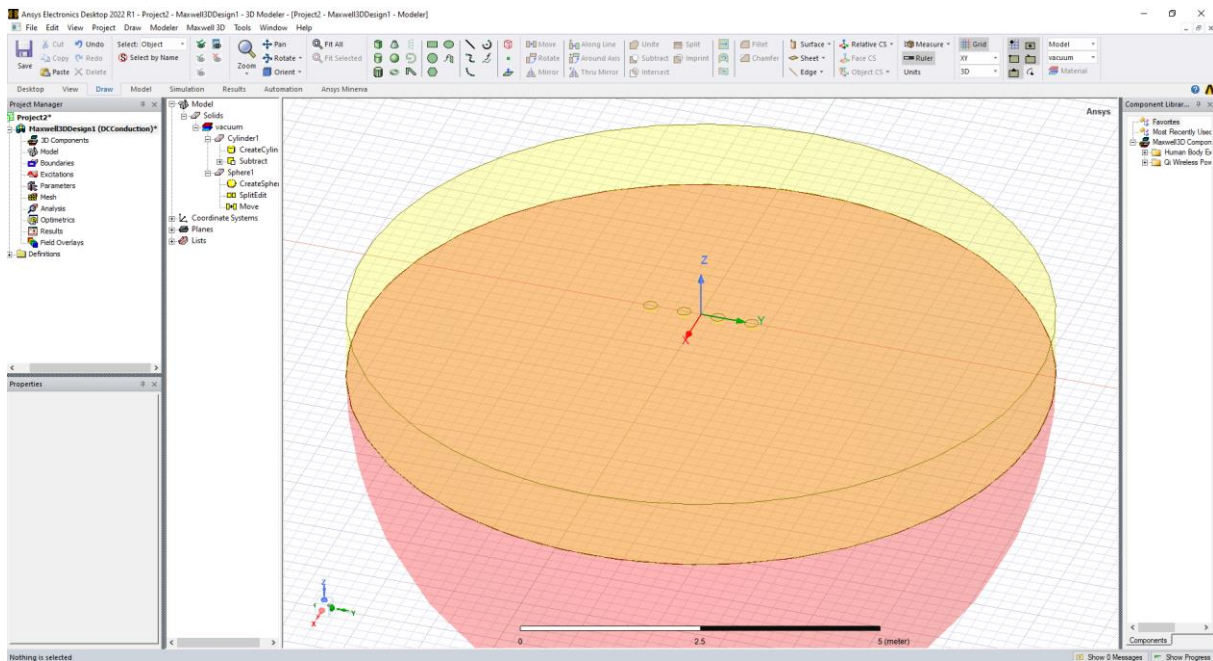 Ansys Electronics Desktop 2022 R1 - Project2 - Maxwell3DDesign1 - 3D Modeler - [Project2 - Maxwell3DDesign1 - Modeler]
File Edit View Project Draw Modeler Maxwell 3D Tools Window Help
Save
Cut Undo
Copy Redo
Paste Delete
Select: Object
Select by Name
Zoom
Pan
Rotate
Orient
Fit All
Fit Selected
Move Along Line Unite Split Fillet
Rotate Around Axis Subtract Imprint Chamfer
Mirror Thru Mirror Intersect
Surface Relative CS Measure Grid Model
Sheet Face CS Ruler XY vacuum
Edge Object CS Units 3D Material
Desktop View Draw Model Simulation Results Automation Ansys Minerva
Project Manager
Project2*
Maxwell3DDesign1 (DCConduction)*
3D Components
Model
Boundaries
Excitations
Parameters
Mesh
Analysis
Optimetrics
Results
Field Overlays
Definitions
Properties
Model
Solids
vacuum
Cylinder1
CreateCylin
Subtract
Sphere1
CreateSphe
SplitEdit
Move
Coordinate Systems
Planes
Lists
Ansys
Z
Y
X
Z
Y
X
0 2.5 5 (meter)
Component Librar...
Favorites
Most Recently Used
Maxwell3D Compon
Human Body Ex
Qi Wireless Pow
Components
Nothing is selected
Show 0 Messages Show Progress